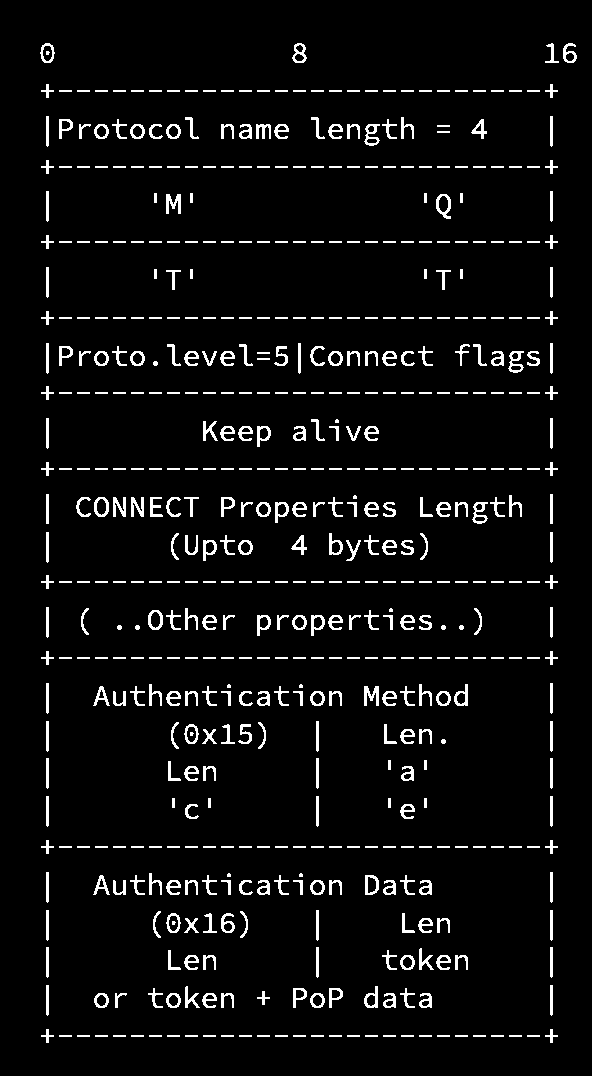 0                           8                          16
+---------------------------+
|Protocol name length = 4   |
+---------------------------+
|     'M'            'Q'    |
+---------------------------+
|     'T'            'T'    |
+---------------------------+
|Proto.level=5|Connect flags|
+---------------------------+
|        Keep alive         |
+---------------------------+
| CONNECT Properties Length |
|      (Upto  4 bytes)      |
+---------------------------+
| ( ..Other properties..)   |
+---------------------------+
|  Authentication Method    |
|      (0x15)  |   Len.     |
|      Len     |   'a'      |
|      'c'     |   'e'      |
+---------------------------+
|  Authentication Data      |
|     (0x16)   |    Len     |
|      Len     |   token    |
|  or token + PoP data      |
+---------------------------+